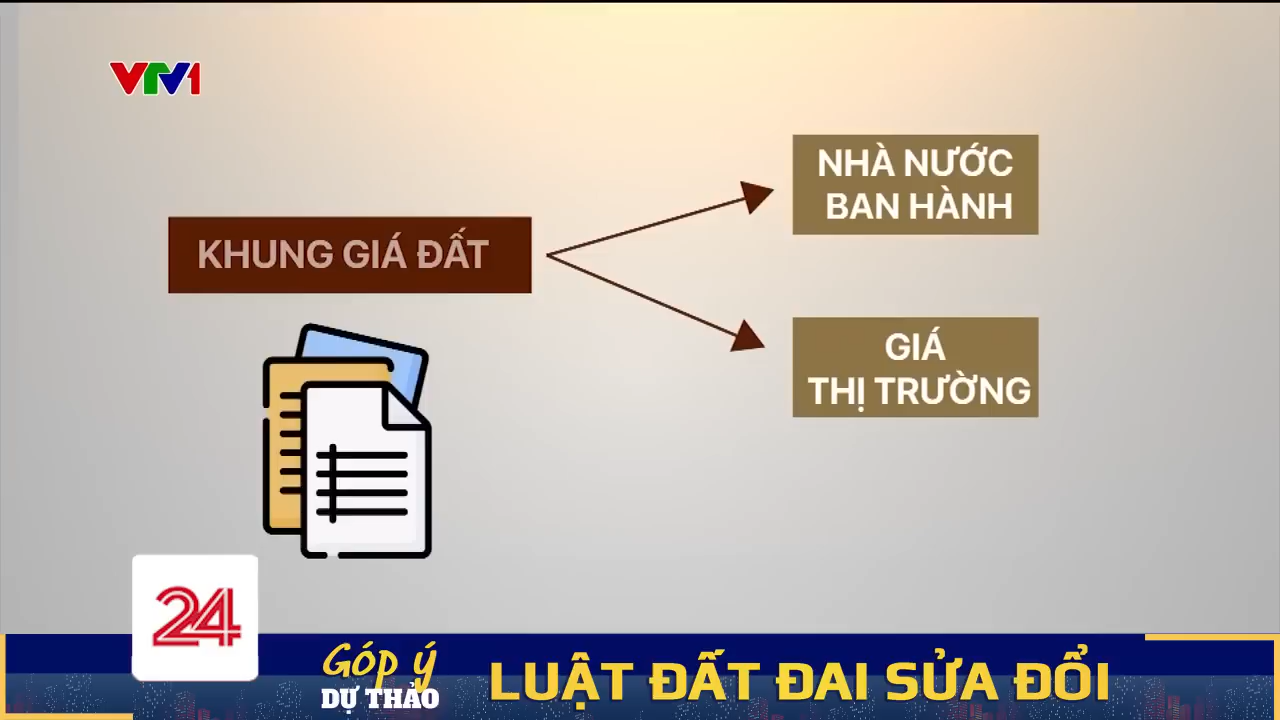 VTV1
NHÀ NƯỚC
BAN HÀNH
KHUNG GIÁ ĐẤT
GIÁ
THỊ TRƯỜNG
24
Góp ý
DỰ THẢO
LUẬT ĐẤT ĐAI SỬA ĐỔI